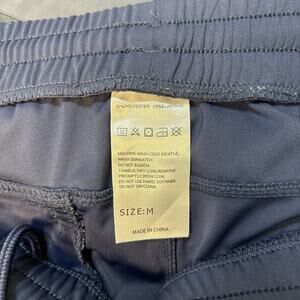 87%POLYESTER 13%ELASTANE
MACHINE WASH COLD GENTLE,
WASH SEPARATELY.
DO NOT BLEACH.
TUMBLE DRY LOW,REMOVE
PROMPTLY.IRON LOW.
DO NOT USE FABRIC SOFTENER.
DO NOT DRYCLEAN.
SIZE:M
MADE IN CHINA